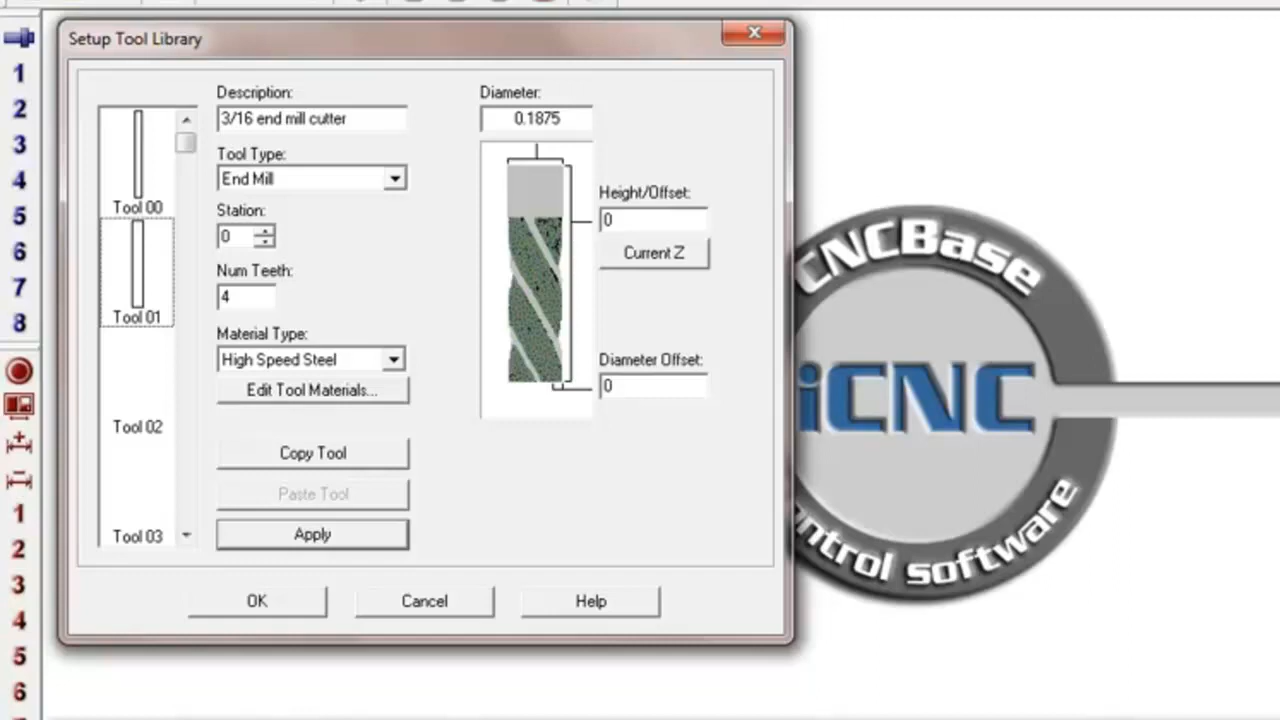 Setup Tool Library
1
2
3
4
5
6
7
8
1
2
3
4
5
6
Tool 00
Tool 01
Tool 02
Tool 03
Description:
3/16 end mill cutter
Tool Type:
End Mill
Station:
0
Num Teeth:
4
Material Type:
High Speed Steel
Edit Tool Materials...
Copy Tool
Paste Tool
Apply
Diameter:
0.1875
Height/Offset:
0
Current Z
Diameter Offset:
0
OK
Cancel
Help
CNCBase
iCNC
ntrol software